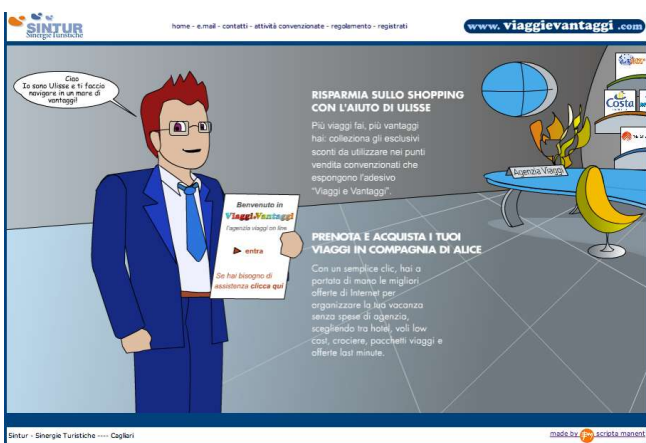 SINTUR
Sinergie Turistiche
home - e.mail - contatti - attività convenzionate - regolamento - registrati
www. viaggievantaggi .com
Ciao
Io sono Ulisse e ti faccio
navigare in un mare di
vantaggi!
RISPARMIA SULLO SHOPPING
CON L'AIUTO DI ULISSE
Più viaggi fai, più vantaggi
hai: colleziona gli esclusivi
sconti da utilizzare nei punti
vendita convenzionati che
espongono l'adesivo
"Viaggi e Vantaggi".
Costa
Agenzia Viaggi
Benvenuto in
ViaggieVantaggi
l'agenzia viaggi on line
entra
Se hai bisogno di
assistenza clicca qui
PRENOTA E ACQUISTA I TUOI
VIAGGI IN COMPAGNIA DI ALICE
Con un semplice clic, hai a
portata di mano le migliori
offerte di Internet per
organizzare la tua vacanza
senza spese di agenzia,
scegliendo tra hotel, voli low
cost, crociere, pacchetti viaggi e
offerte last minute.
Sintur - Sinergie Turistiche ---- Cagliari
made by scripta manent